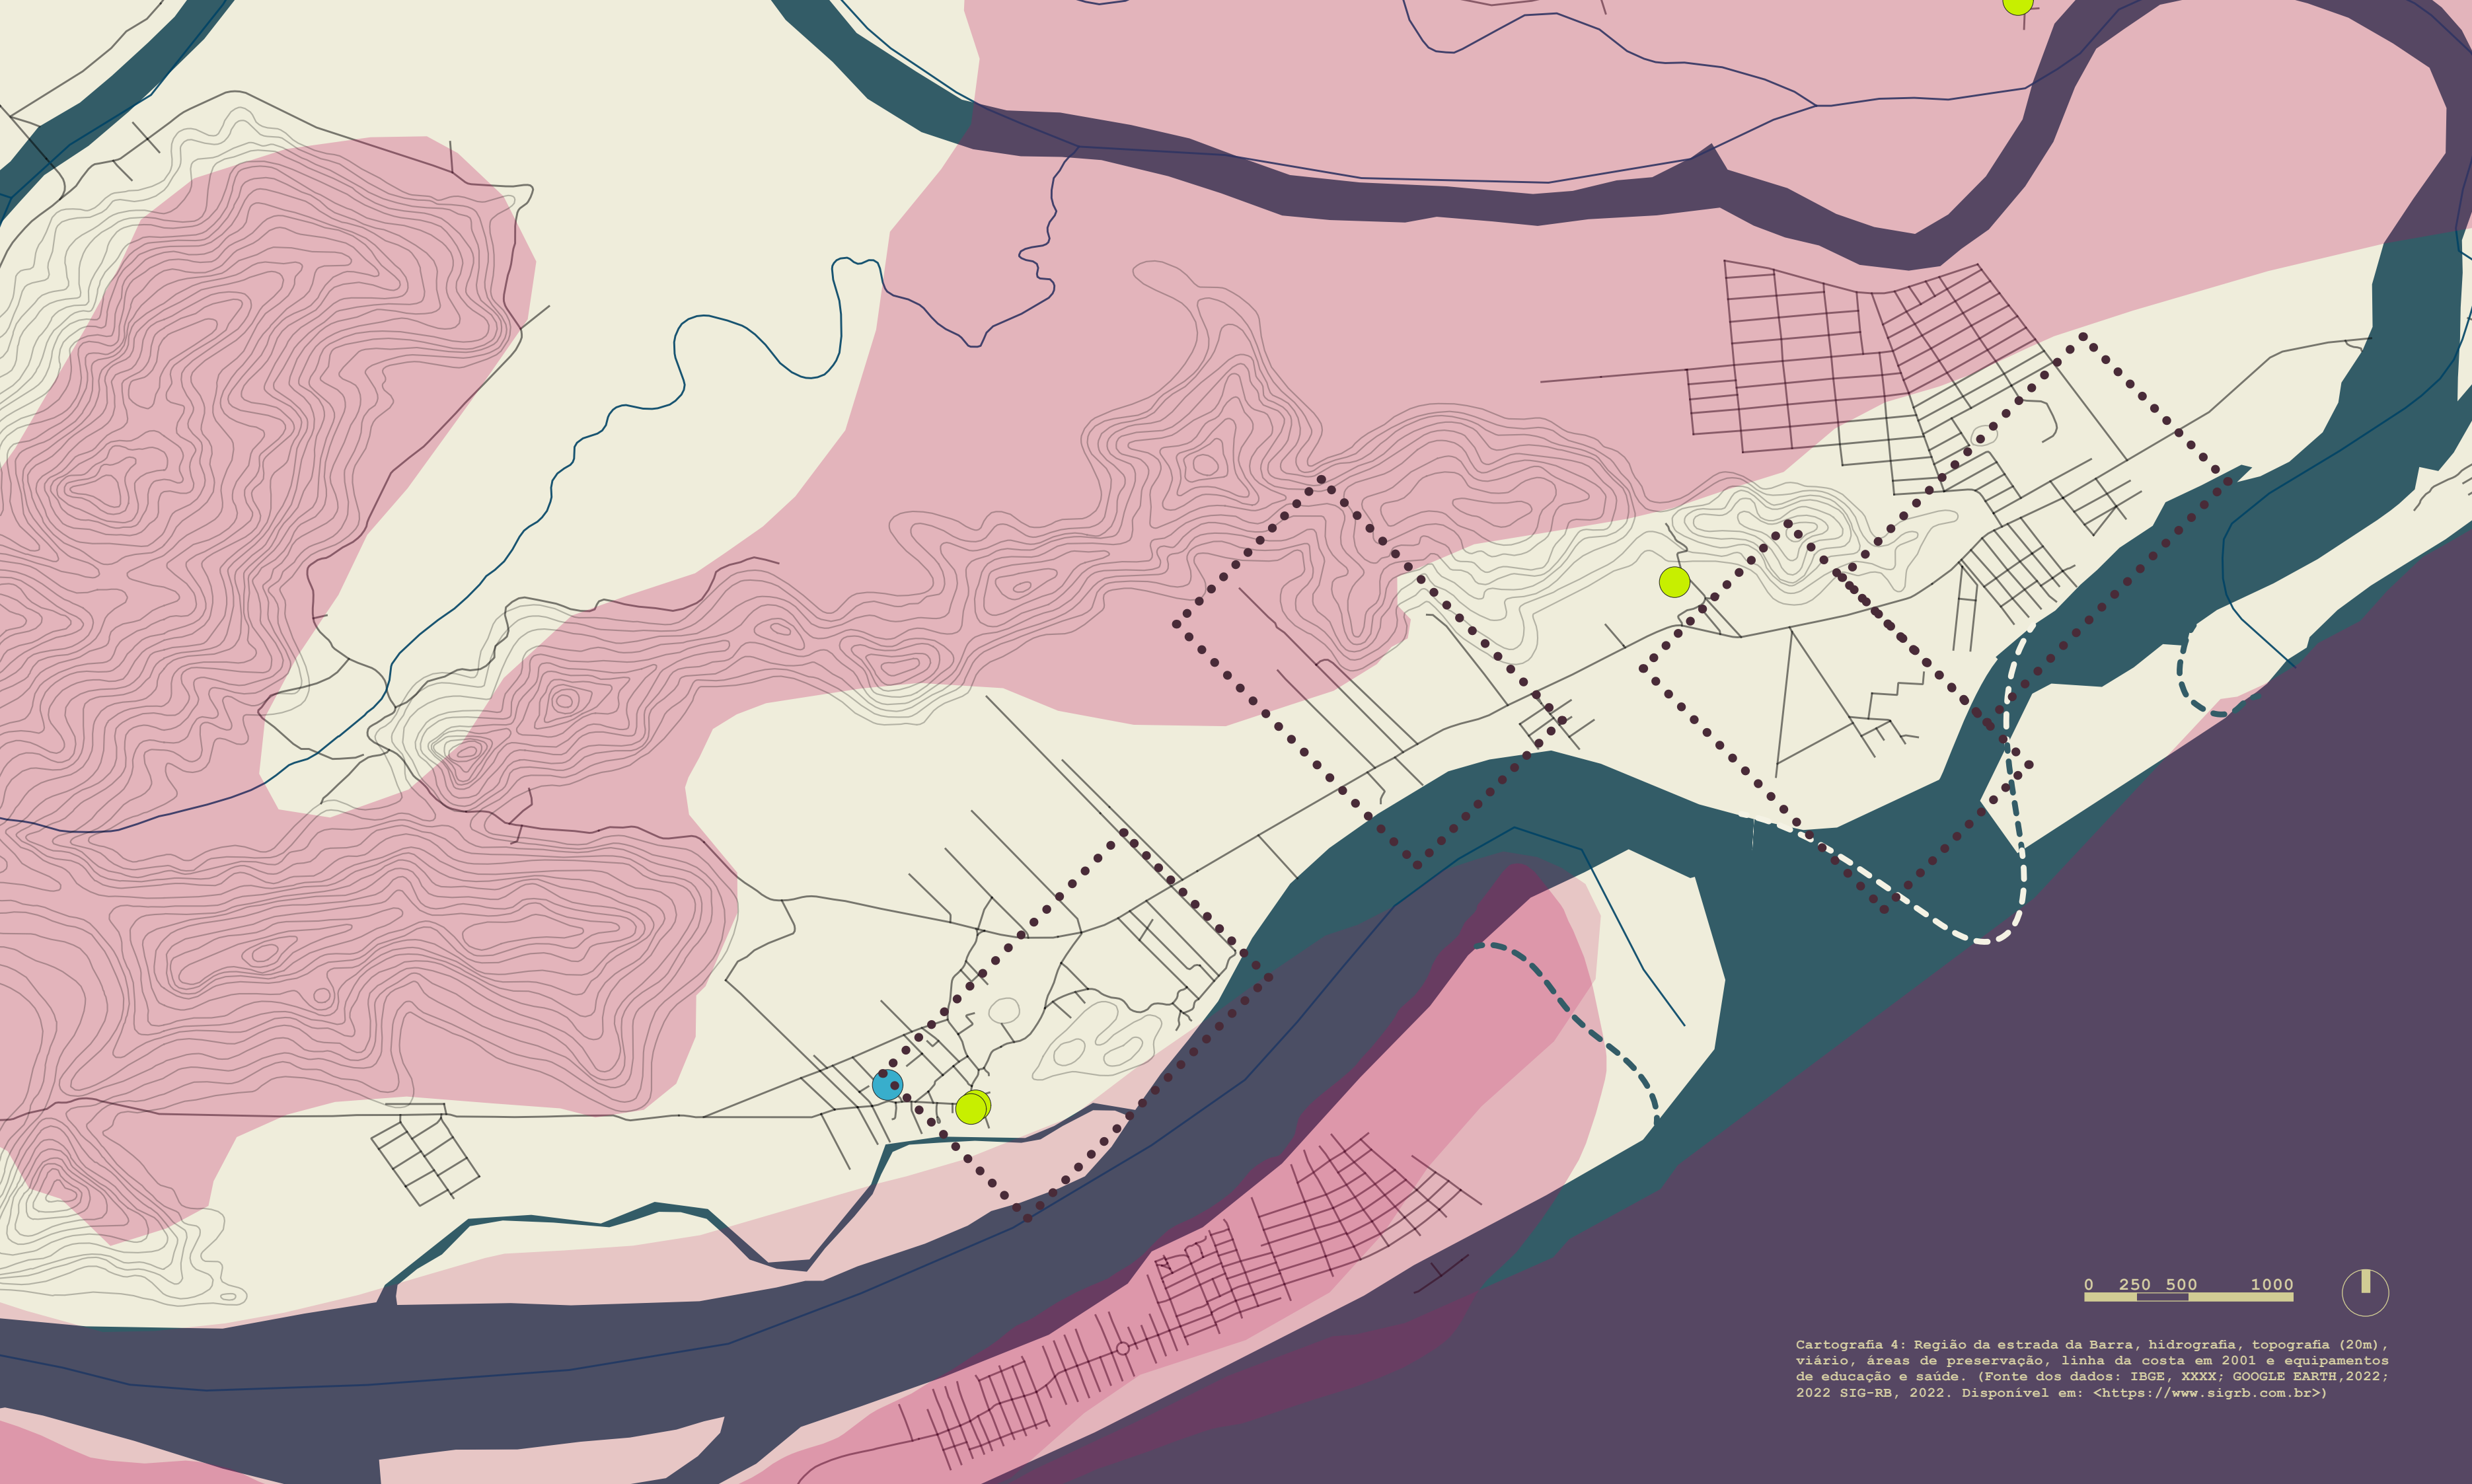 0 250 500 1000
Cartografia 4: Região da estrada da Barra, hidrografia, topografia (20m),
viário, áreas de preservação, linha da costa em 2001 e equipamentos
de educação e saúde. (Fonte dos dados: IBGE, XXXX; GOOGLE EARTH,2022;
2022 SIG-RB, 2022. Disponível em: <https://www.sigrb.com.br>)